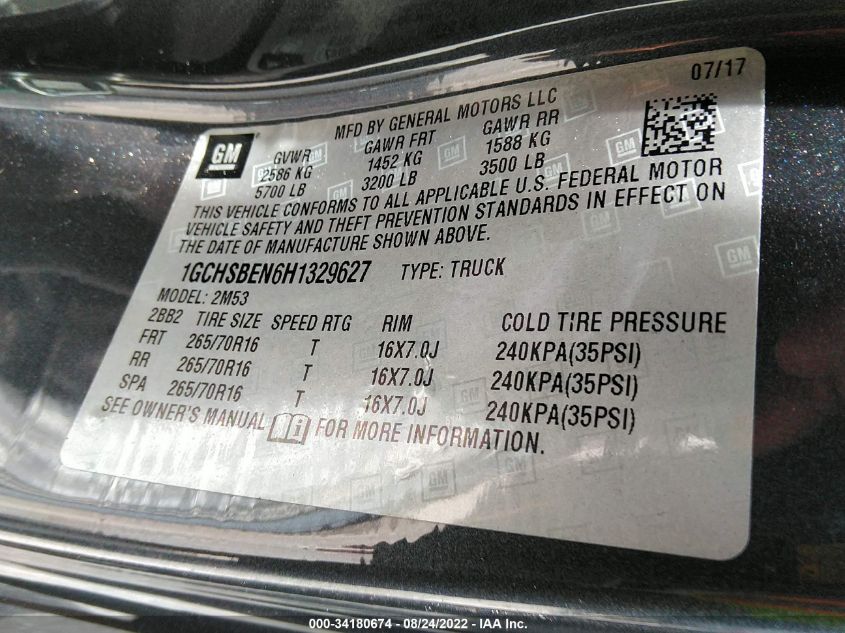 07/17
GM
MFD BY GENERAL MOTORS LLC
GVWR GAWR FRT GAWR RR
2586 KG 1452 KG 1588 KG
5700 LB 3200 LB 3500 LB
THIS VEHICLE CONFORMS TO ALL APPLICABLE U.S. FEDERAL MOTOR
VEHICLE SAFETY AND THEFT PREVENTION STANDARDS IN EFFECT ON
THE DATE OF MANUFACTURE SHOWN ABOVE.
1GCHSBEN6H1329627 TYPE: TRUCK
MODEL: 2M53
2BB2 TIRE SIZE SPEED RTG RIM COLD TIRE PRESSURE
FRT 265/70R16 T 16X7.0J 240KPA(35PSI)
RR 265/70R16 T 16X7.0J 240KPA(35PSI)
SPA 265/70R16 T 16X7.0J 240KPA(35PSI)
SEE OWNER'S MANUAL FOR MORE INFORMATION.
000-34180674 - 08/24/2022 - IAA Inc.